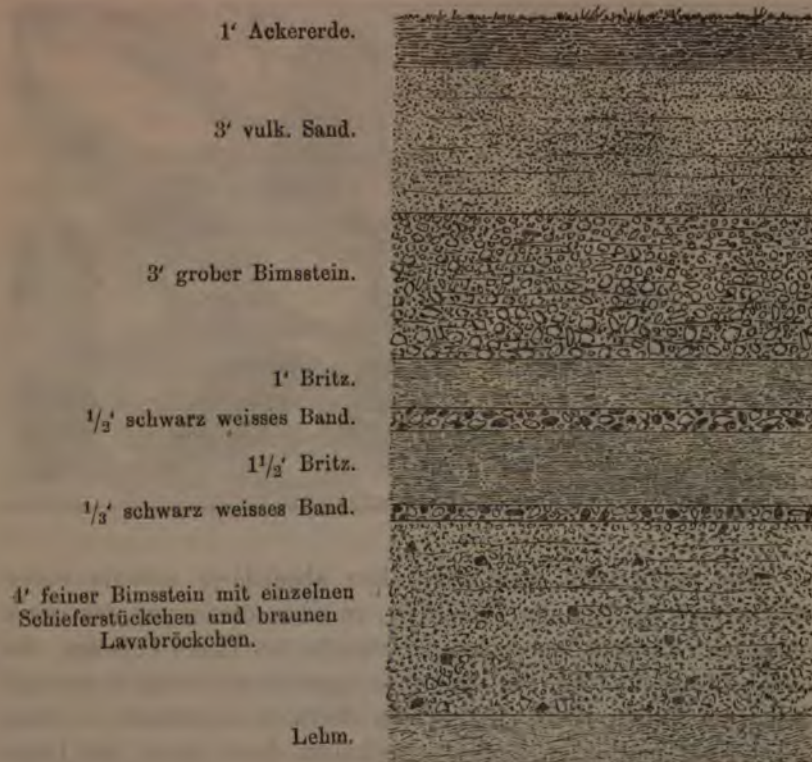 1' Ackererde.
3' vulk. Sand.
3' grober Bimsstein.
1' Britz.
1/2' schwarz weisses Band.
1 1/2' Britz.
1/3' schwarz weisses Band.
4' feiner Bimsstein mit einzelnen
Schieferstückchen und braunen
Lavabröckchen.
Lehm.